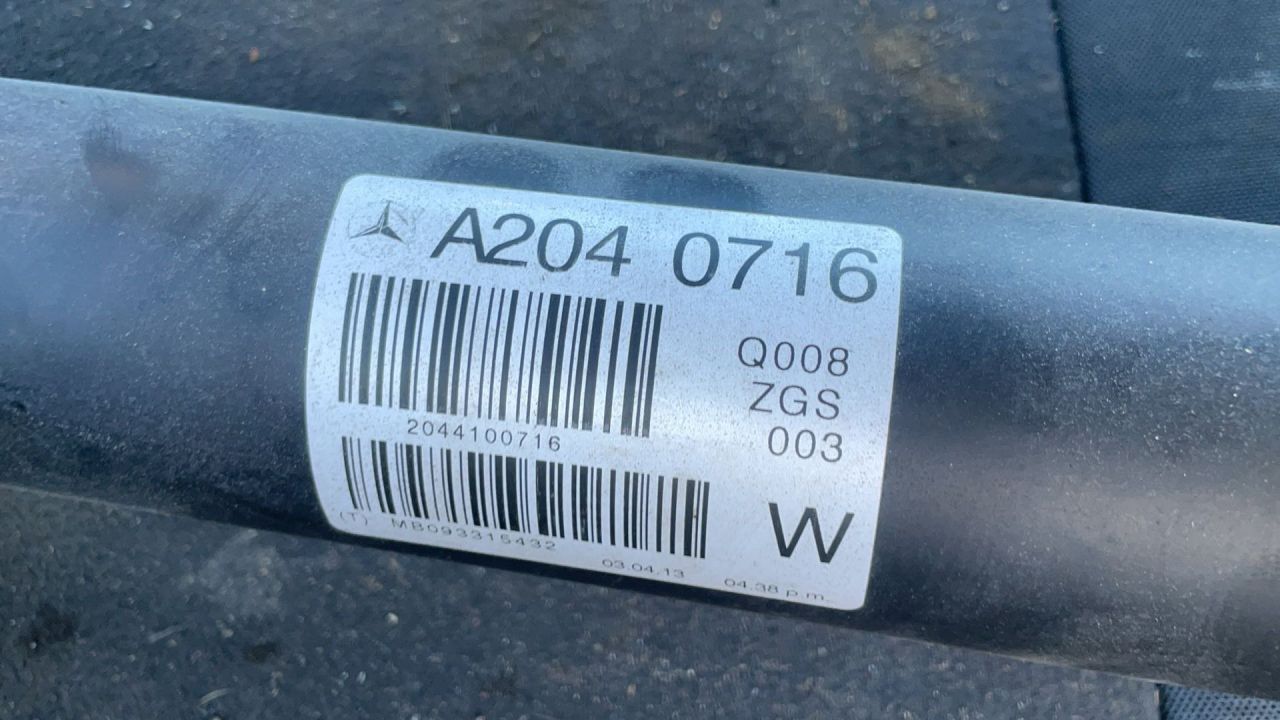 A204 0716
Q008
ZGS
003
2044100716
W
(T) MB093315432
03.04.13 04.38 p.m.